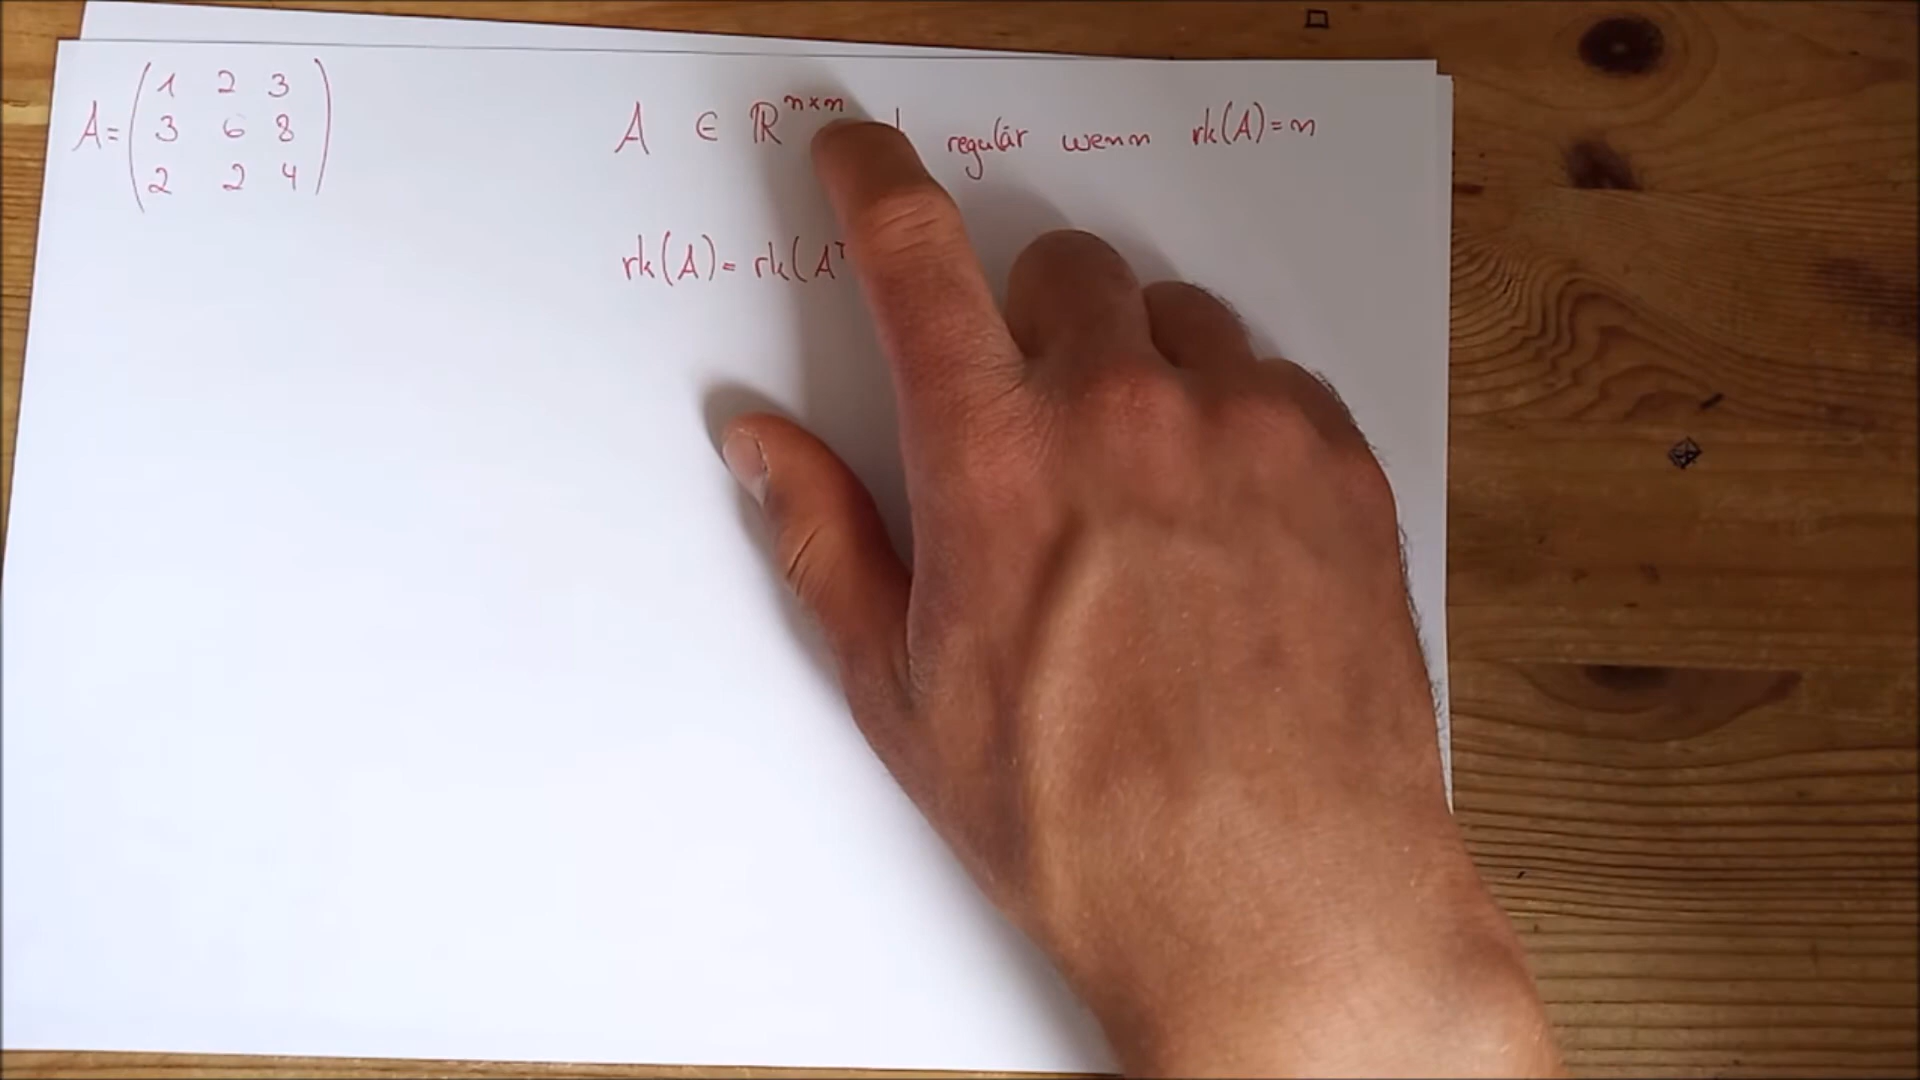 A = ( 1 2 3
3 6 8
2 2 4 )
A ∈ ℝ^{n×n} regulär wenn rk(A) = n
rk(A) = rk(A^T